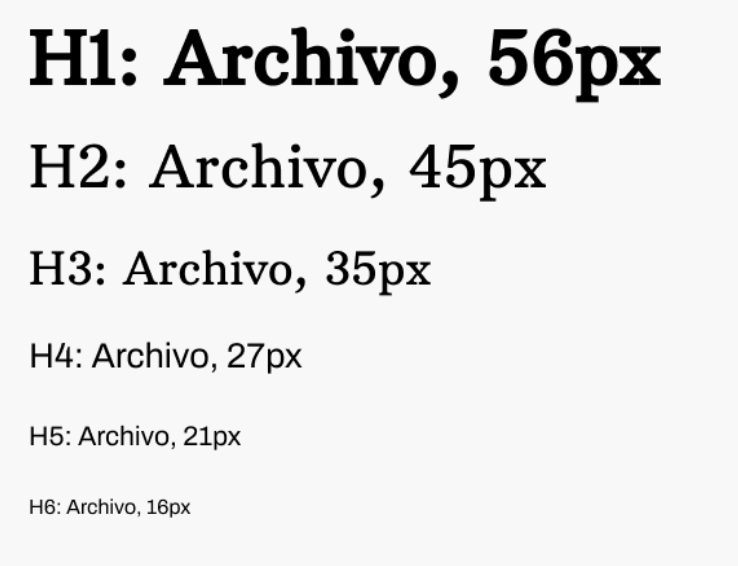 H1: Archivo, 56px
H2: Archivo, 45px
H3: Archivo, 35px
H4: Archivo, 27px
H5: Archivo, 21px
H6: Archivo, 16px